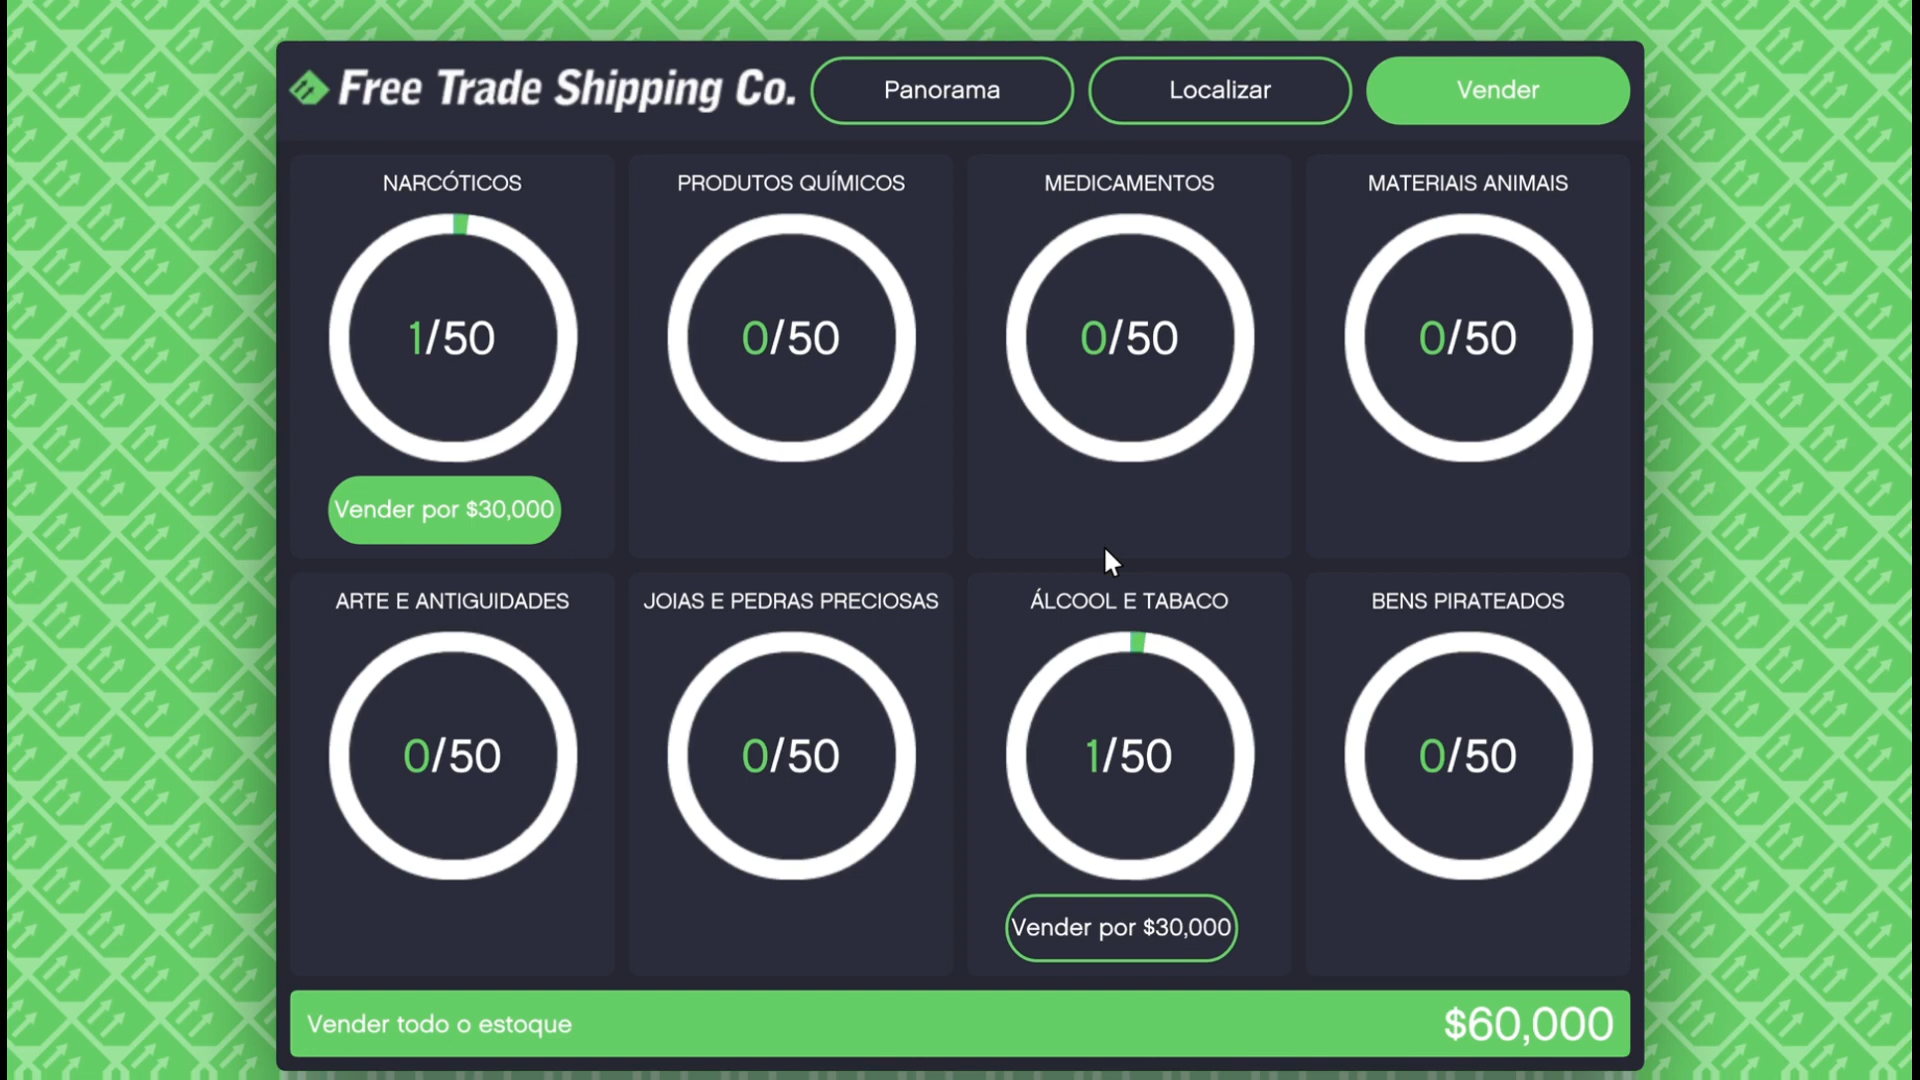 Free Trade Shipping Co.
Panorama
Localizar
Vender
NARCÓTICOS
PRODUTOS QUÍMICOS
MEDICAMENTOS
MATERIAIS ANIMAIS
1/50
0/50
0/50
0/50
Vender por $30,000
ARTE E ANTIGUIDADES
JOIAS E PEDRAS PRECIOSAS
ÁLCOOL E TABACO
BENS PIRATEADOS
0/50
0/50
1/50
0/50
Vender por $30,000
Vender todo o estoque
$60,000